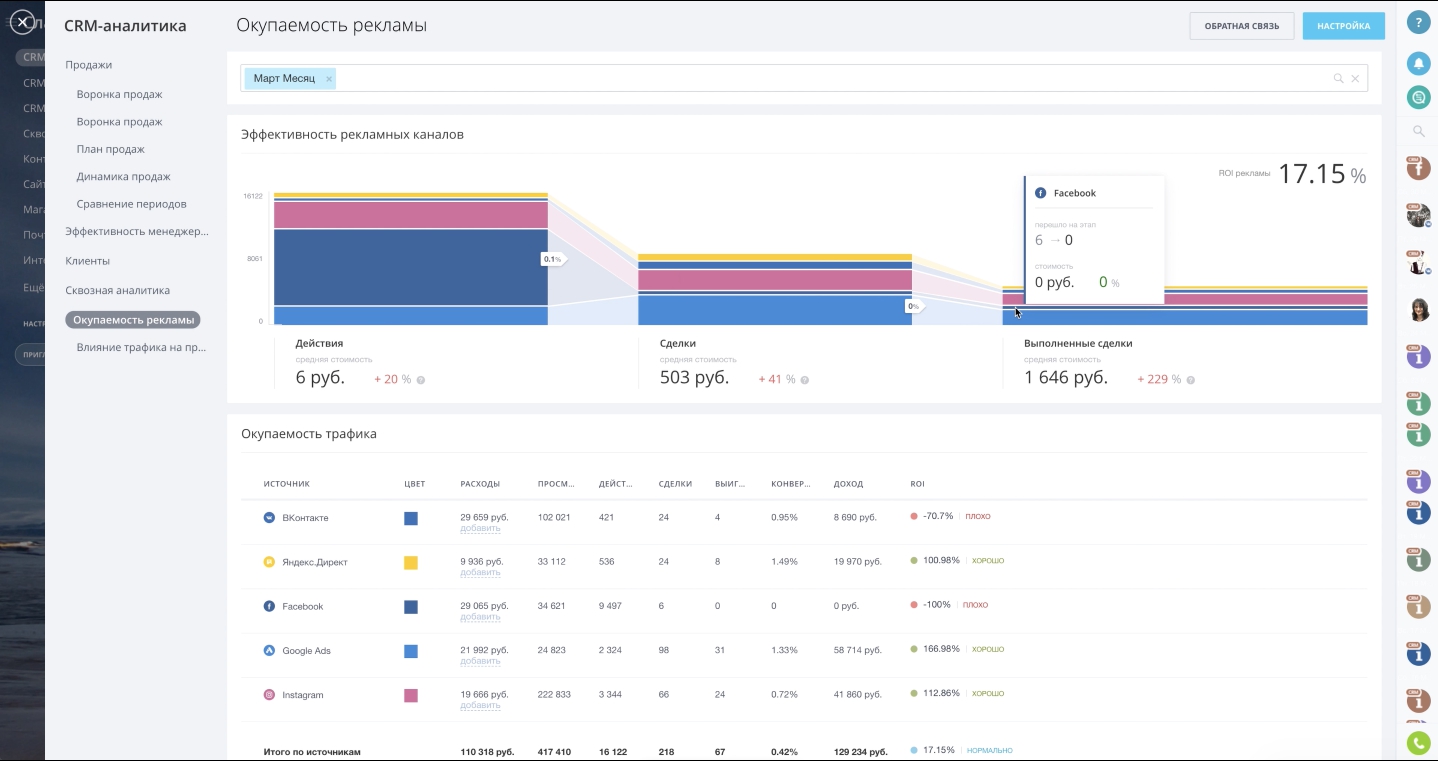 CRM-аналитика
Окупаемость рекламы
ОБРАТНАЯ СВЯЗЬ
НАСТРОЙКА
Продажи
Воронка продаж
Воронка продаж
План продаж
Динамика продаж
Сравнение периодов
Эффективность менеджер...
Клиенты
Сквозная аналитика
Окупаемость рекламы
Влияние трафика на пр...
Март Месяц
Эффективность рекламных каналов
ROI рекламы 17.15 %
16122
8061
0
0.1%
0%
Facebook
перешло на этап
6 → 0
стоимость
0 руб. 0 %
Действия
средняя стоимость
6 руб. + 20 %
Сделки
средняя стоимость
503 руб. + 41 %
Выполненные сделки
средняя стоимость
1 646 руб. + 229 %
Окупаемость трафика
ИСТОЧНИК ЦВЕТ РАСХОДЫ ПРОСМ... ДЕЙСТ... СДЕЛКИ ВЫИГ... КОНВЕР... ДОХОД ROI
ВКонтакте 29 659 руб. 102 021 421 24 4 0.95% 8 690 руб. -70.7% ПЛОХО
добавить
Яндекс.Директ 9 936 руб. 33 112 536 24 8 1.49% 19 970 руб. 100.98% ХОРОШО
добавить
Facebook 29 065 руб. 34 621 9 497 6 0 0 0 руб. -100% ПЛОХО
добавить
Google Ads 21 992 руб. 24 823 2 324 98 31 1.33% 58 714 руб. 166.98% ХОРОШО
добавить
Instagram 19 666 руб. 222 833 3 344 66 24 0.72% 41 860 руб. 112.86% ХОРОШО
добавить
Итого по источникам 110 318 руб. 417 410 16 122 218 67 0.42% 129 234 руб. 17.15% НОРМАЛЬНО